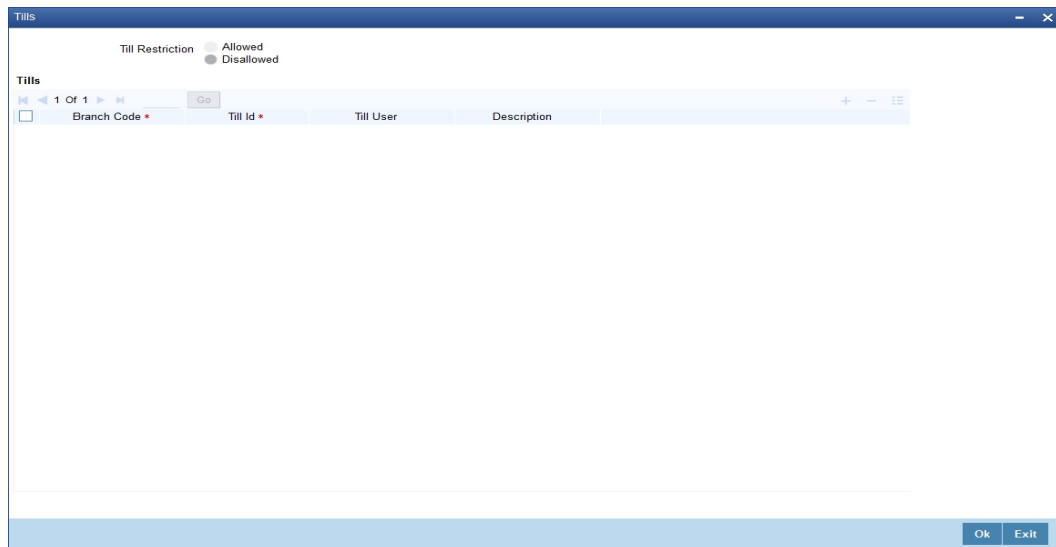 Tills
Till Restriction Allowed
Disallowed
Tills
1 Of 1 Go
Branch Code * Till Id * Till User Description
Ok Exit